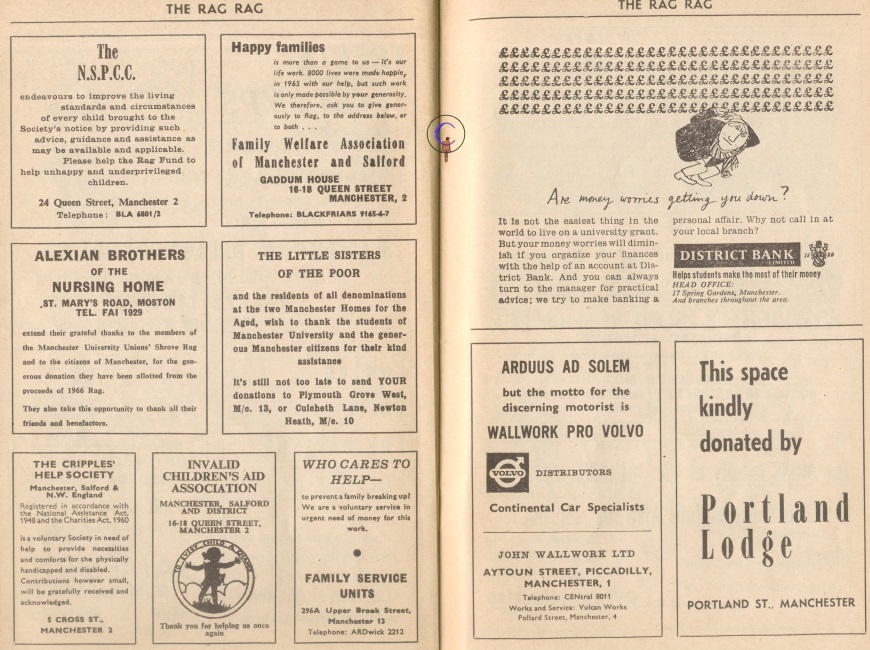 THE RAG RAG
The
N.S.P.C.C.
endeavours to improve the living
standards and circumstances
of every child brought to the
Society's notice by providing such
advice, guidance and assistance as
may be available and applicable.
Please help the Rag Fund to
help unhappy and underprivileged
children.
24 Queen Street, Manchester 2
Telephone: BLA 6801/2
Happy families
is more than a game to us — it's our
life work. 8000 lives were made happie,
in 1965 with our help, but such work
is only made possible by your generosity.
We therefore, ask you to give gener-
ously to Rag, to the address below, or
to both . . .
Family Welfare Association
of Manchester and Salford
GADDUM HOUSE
16-18 QUEEN STREET
MANCHESTER, 2
Telephone: BLACKFRIARS 9165-6-7
ALEXIAN BROTHERS
OF THE
NURSING HOME
ST. MARY'S ROAD, MOSTON
TEL. FAI 1929
extend their grateful thanks to the members of
the Manchester University Unions' Shrove Rag
and to the citizens of Manchester, for the gen-
erous donation they have been allotted from the
proceeds of 1966 Rag.
They also take this opportunity to thank all their
friends and benefactors.
THE LITTLE SISTERS
OF THE POOR
and the residents of all denominations
at the two Manchester Homes for the
Aged, wish to thank the students of
Manchester University and the gener-
ous Manchester citizens for their kind
assistance
It's still not too late to send YOUR
donations to Plymouth Grove West,
M/c. 13, or Culcheth Lane, Newton
Heath, M/c. 10
THE CRIPPLES'
HELP SOCIETY
Manchester, Salford &
N.W. England
Registered in accordance with
the National Assistance Act,
1948 and the Charities Act, 1960
is a voluntary Society in need of
help to provide necessities
and comforts for the physically
handicapped and disabled.
Contributions however small,
will be gratefully received and
acknowledged.
5 CROSS ST.,
MANCHESTER 2
INVALID
CHILDREN'S AID
ASSOCIATION
MANCHESTER, SALFORD
AND DISTRICT
16-18 QUEEN STREET,
MANCHESTER 2
TO EVERY CHILD A CHANCE
Thank you for helping us once
again
WHO CARES TO
HELP—
to prevent a family breaking up?
We are a voluntary service in
urgent need of money for this
work.
FAMILY SERVICE
UNITS
296A Upper Brook Street,
Manchester 13
Telephone: ARDwick 2212
THE RAG RAG
££££££££££££££££££££££££££££
££££££££££££££££££££££££££££
££££££££££££££££££££££££££££
££££££££££££££££££££££££££££
££££££££££££££££££££££££££££
Are money worries getting you down?
It is not the easiest thing in the
world to live on a university grant.
But your money worries will dimin-
ish if you organize your finances
with the help of an account at Dis-
trict Bank. And you can always
turn to the manager for practical
advice; we try to make banking a
personal affair. Why not call in at
your local branch?
DISTRICT BANK
LIMITED
Helps students make the most of their money
HEAD OFFICE:
17 Spring Gardens, Manchester.
And branches throughout the area.
ARDUUS AD SOLEM
but the motto for the
discerning motorist is
WALLWORK PRO VOLVO
VOLVO DISTRIBUTORS
Continental Car Specialists
JOHN WALLWORK LTD
AYTOUN STREET, PICCADILLY,
MANCHESTER, 1
Telephone: CENtral 8011
Works and Service: Vulcan Works
Pollard Street, Manchester, 4
This space
kindly
donated by
Portland
Lodge
PORTLAND ST., MANCHESTER